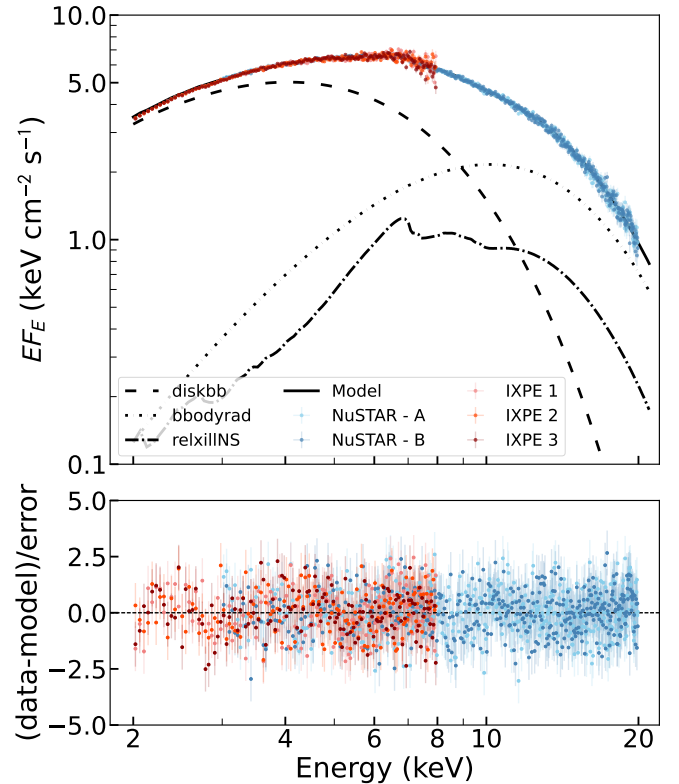 10.0
5.0
1.0
0.1
EF_E (keV cm⁻² s⁻¹)
diskbb
bbodyrad
relxillNS
Model
NuSTAR - A
NuSTAR - B
IXPE 1
IXPE 2
IXPE 3
5.0
2.5
0.0
−2.5
−5.0
(data-model)/error
2 4 6 8 10 20
Energy (keV)